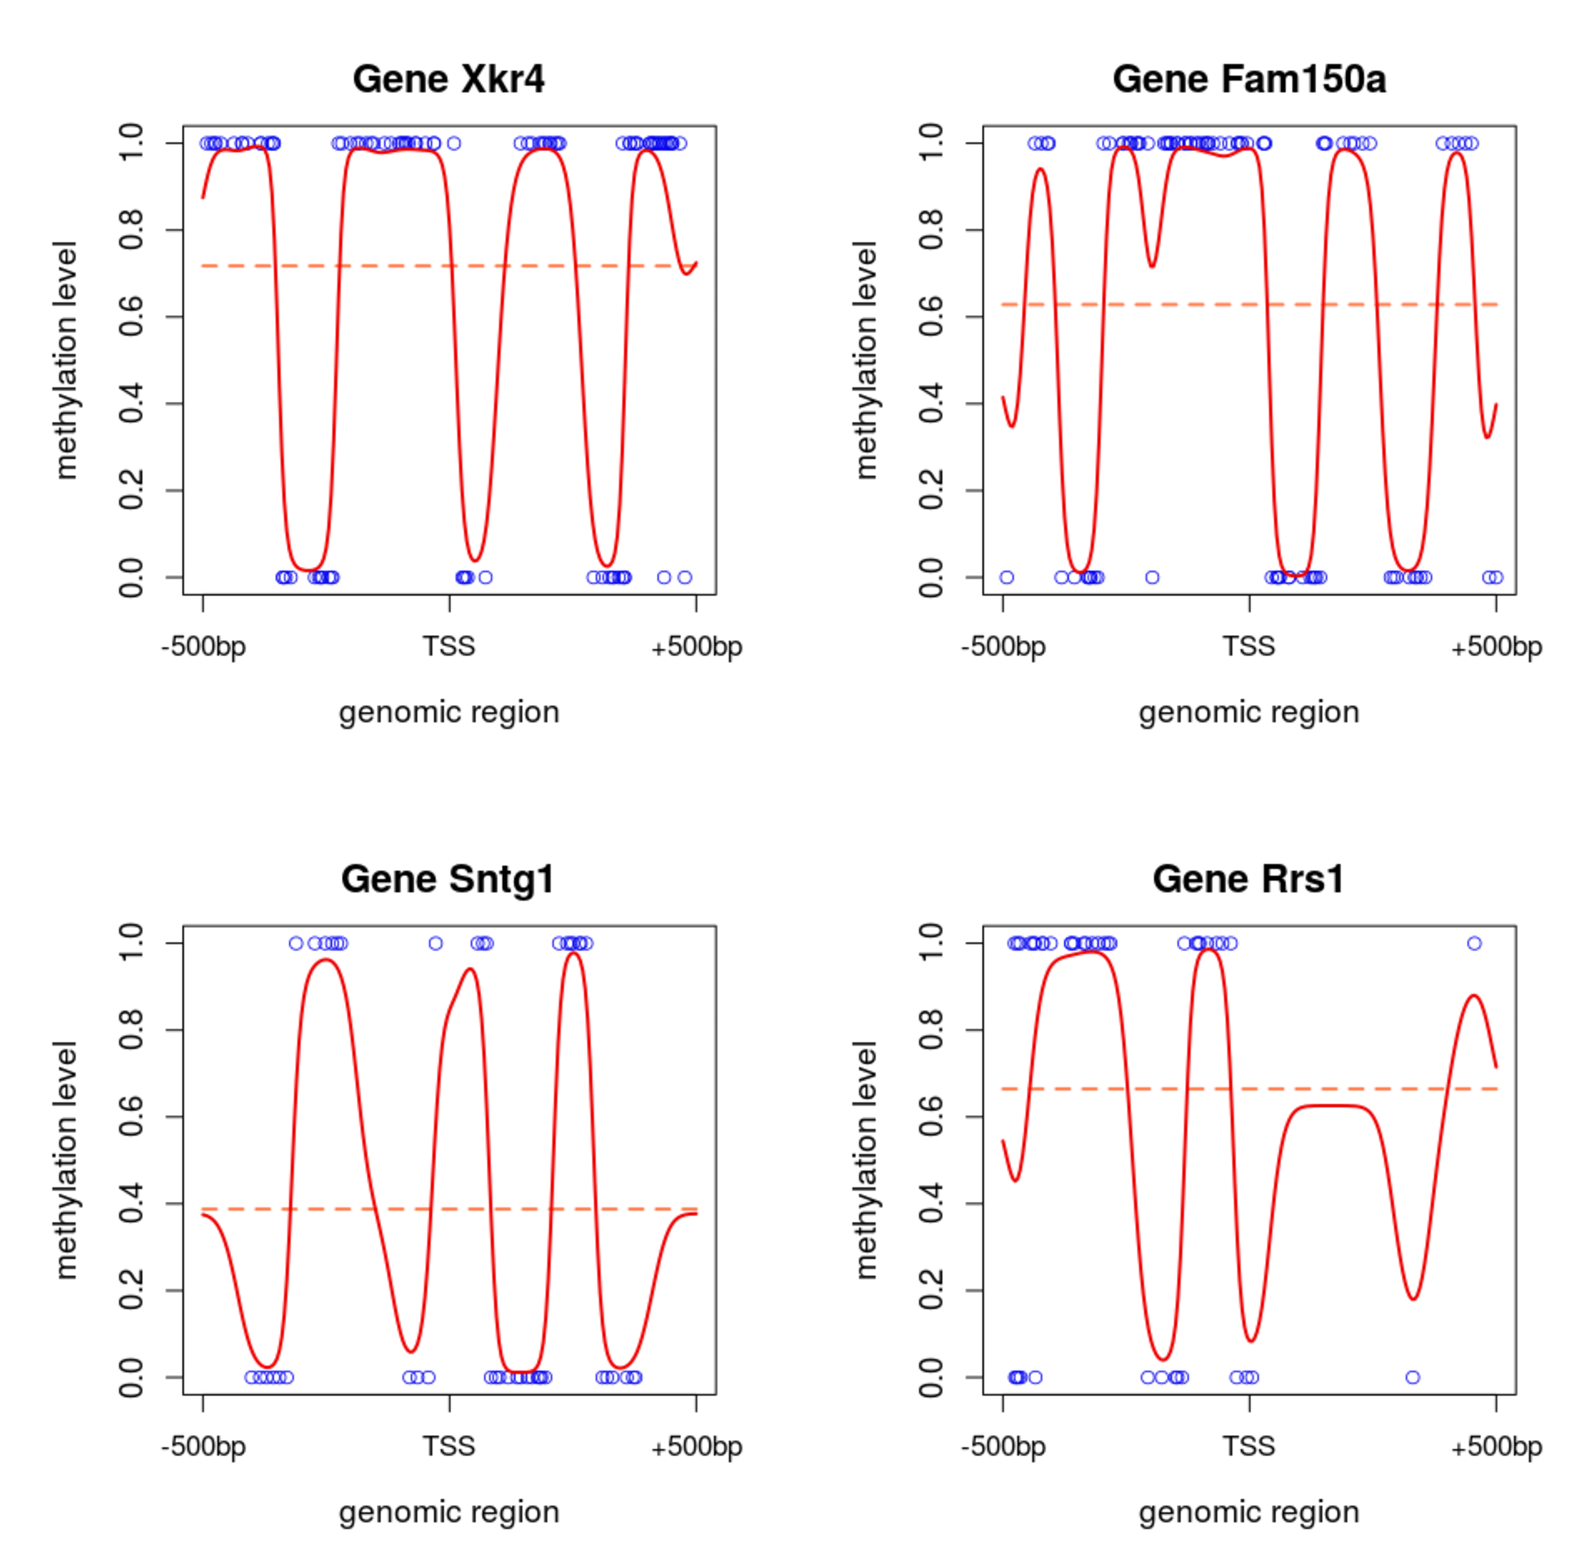 Gene Xkr4
methylation level
0.0 0.2 0.4 0.6 0.8 1.0
-500bp TSS +500bp
genomic region
Gene Fam150a
methylation level
0.0 0.2 0.4 0.6 0.8 1.0
-500bp TSS +500bp
genomic region
Gene Sntg1
methylation level
0.0 0.2 0.4 0.6 0.8 1.0
-500bp TSS +500bp
genomic region
Gene Rrs1
methylation level
0.0 0.2 0.4 0.6 0.8 1.0
-500bp TSS +500bp
genomic region